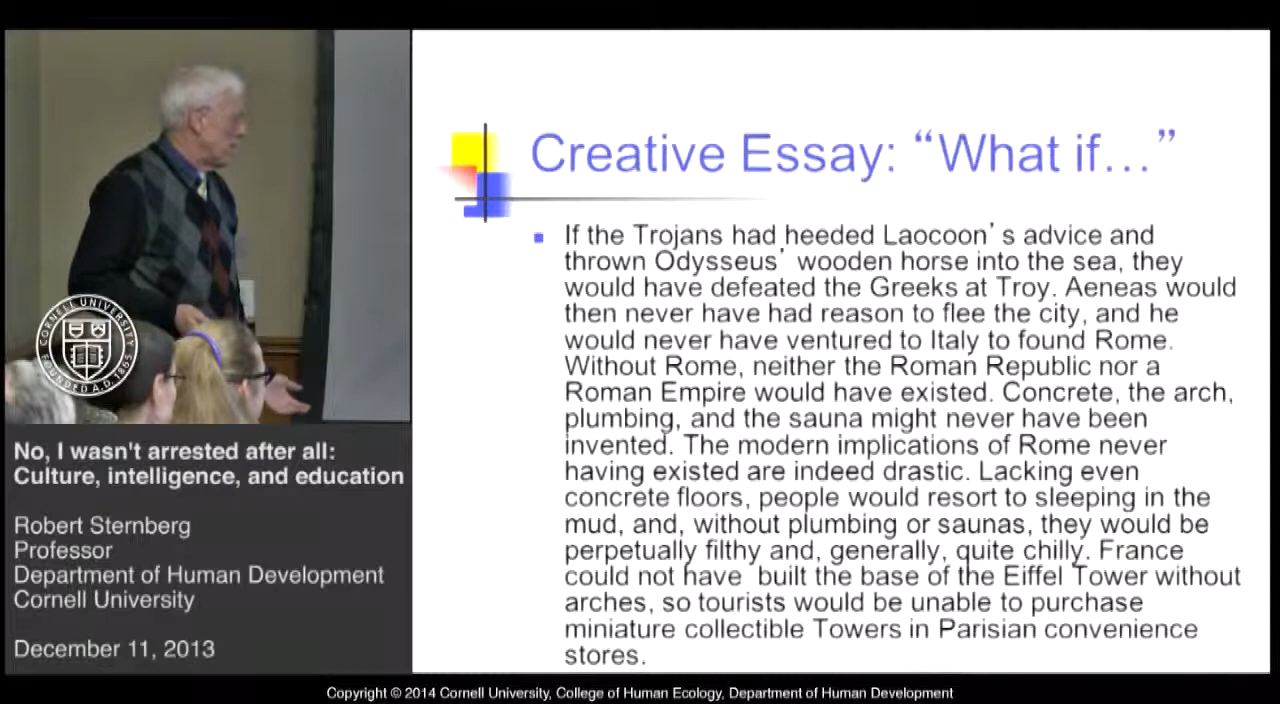 Creative Essay: “What if…”
If the Trojans had heeded Laocoon’ s advice and
thrown Odysseus’ wooden horse into the sea, they
would have defeated the Greeks at Troy. Aeneas would
then never have had reason to flee the city, and he
would never have ventured to Italy to found Rome.
Without Rome, neither the Roman Republic nor a
Roman Empire would have existed. Concrete, the arch,
plumbing, and the sauna might never have been
invented. The modern implications of Rome never
having existed are indeed drastic. Lacking even
concrete floors, people would resort to sleeping in the
mud, and, without plumbing or saunas, they would be
perpetually filthy and, generally, quite chilly. France
could not have built the base of the Eiffel Tower without
arches, so tourists would be unable to purchase
miniature collectible Towers in Parisian convenience
stores.
CORNELL UNIVERSITY
FOUNDED A.D. 1865
No, I wasn't arrested after all:
Culture, intelligence, and education
Robert Sternberg
Professor
Department of Human Development
Cornell University
December 11, 2013
Copyright © 2014 Cornell University, College of Human Ecology, Department of Human Development